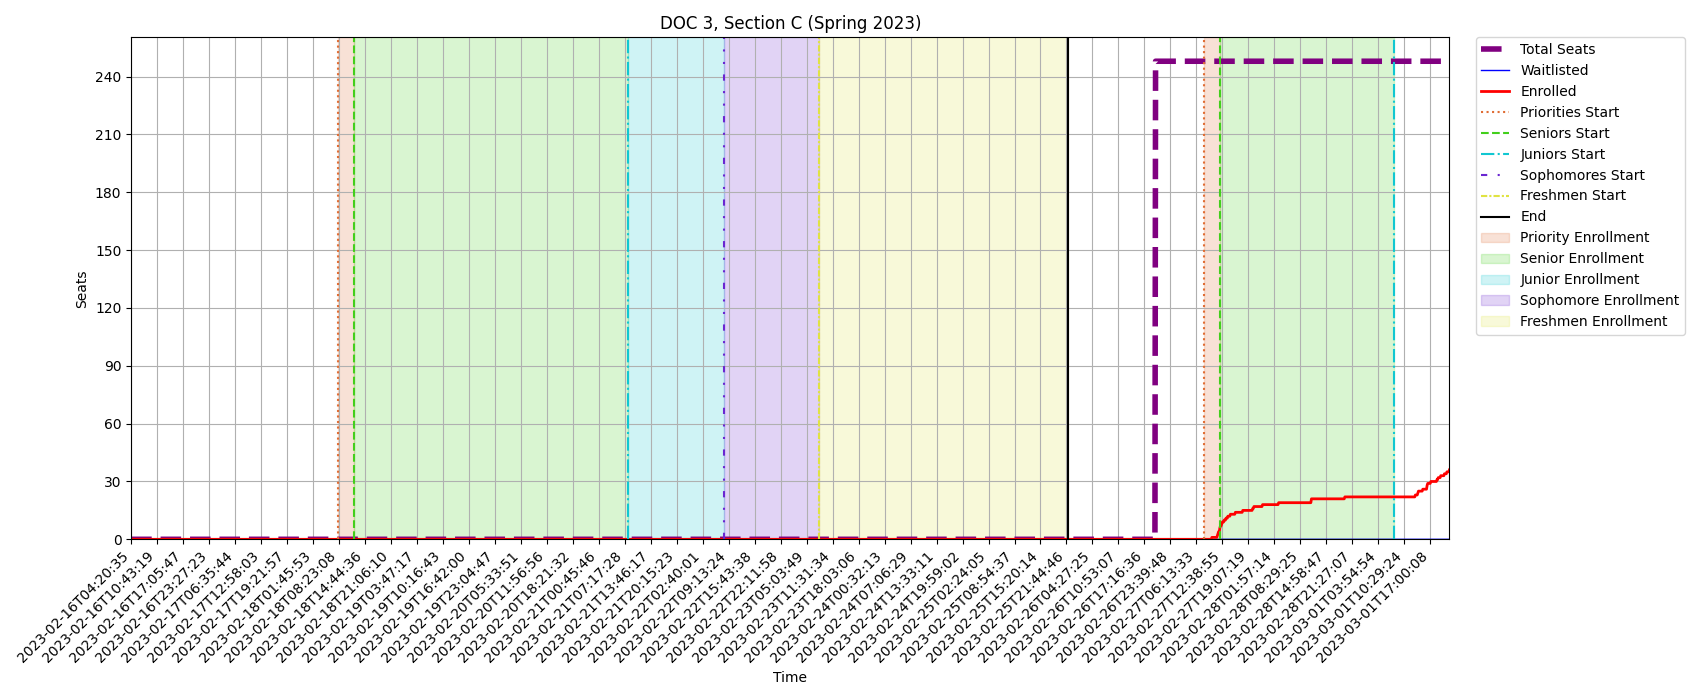 DOC 3, Section C (Spring 2023)
Seats
240
210
180
150
120
90
60
30
0
2023-02-16T04:20:35
2023-02-16T10:43:19
2023-02-16T17:05:47
2023-02-16T23:27:23
2023-02-17T06:35:44
2023-02-17T12:58:03
2023-02-17T19:21:57
2023-02-18T01:45:53
2023-02-18T08:23:08
2023-02-18T14:44:36
2023-02-18T21:06:10
2023-02-19T03:47:17
2023-02-19T10:16:43
2023-02-19T16:42:00
2023-02-19T23:04:47
2023-02-20T05:33:51
2023-02-20T11:56:56
2023-02-20T18:21:32
2023-02-21T00:45:46
2023-02-21T07:17:28
2023-02-21T13:46:17
2023-02-21T20:15:23
2023-02-22T02:40:01
2023-02-22T09:13:24
2023-02-22T15:43:38
2023-02-22T22:11:58
2023-02-23T05:03:49
2023-02-23T11:31:34
2023-02-23T18:03:06
2023-02-24T00:32:13
2023-02-24T07:06:29
2023-02-24T13:33:11
2023-02-24T19:59:02
2023-02-25T02:24:05
2023-02-25T08:54:37
2023-02-25T15:20:14
2023-02-25T21:44:46
2023-02-26T04:27:25
2023-02-26T10:53:07
2023-02-26T17:16:36
2023-02-26T23:39:48
2023-02-27T06:13:33
2023-02-27T12:38:55
2023-02-27T19:07:19
2023-02-28T01:57:14
2023-02-28T08:29:25
2023-02-28T14:58:47
2023-02-28T21:27:07
2023-03-01T03:54:54
2023-03-01T10:29:24
2023-03-01T17:00:08
Time
Total Seats
Waitlisted
Enrolled
Priorities Start
Seniors Start
Juniors Start
Sophomores Start
Freshmen Start
End
Priority Enrollment
Senior Enrollment
Junior Enrollment
Sophomore Enrollment
Freshmen Enrollment